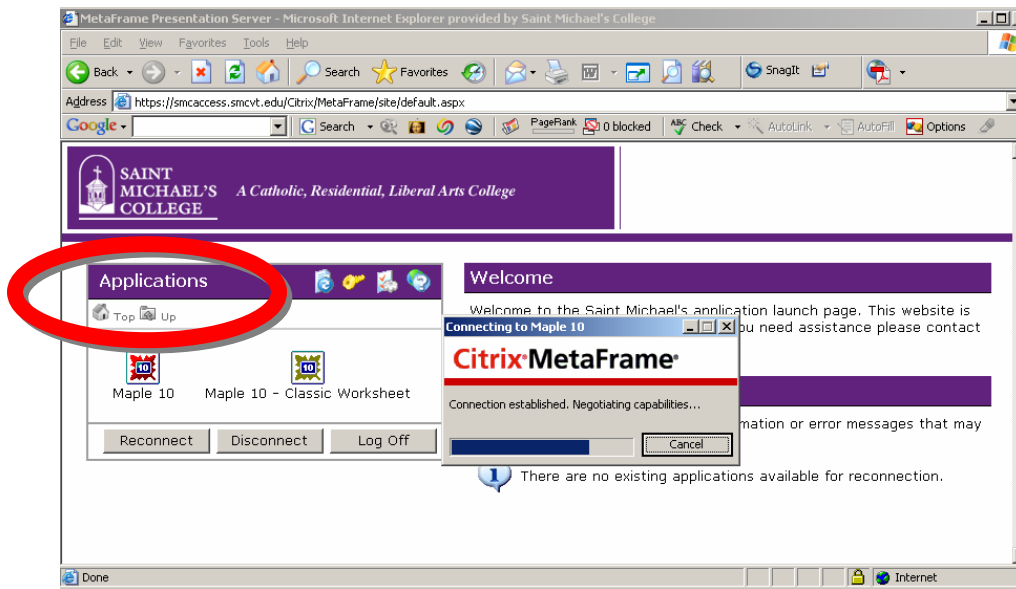 MetaFrame Presentation Server - Microsoft Internet Explorer provided by Saint Michael's College
File Edit View Favorites Tools Help
Back Search Favorites SnagIt
Address https://smcaccess.smcvt.edu/Citrix/MetaFrame/site/default.aspx
Google Search PageRank 0 blocked ABC Check AutoLink AutoFill Options
SAINT
MICHAEL'S A Catholic, Residential, Liberal Arts College
COLLEGE
Applications
Top Up
10 10
Maple 10 Maple 10 - Classic Worksheet
Reconnect Disconnect Log Off
Welcome
Welcome to the Saint Michael's application launch page. This website is
ou need assistance please contact
Connecting to Maple 10
Citrix MetaFrame
Connection established. Negotiating capabilities...
Cancel
mation or error messages that may
There are no existing applications available for reconnection.
Done Internet